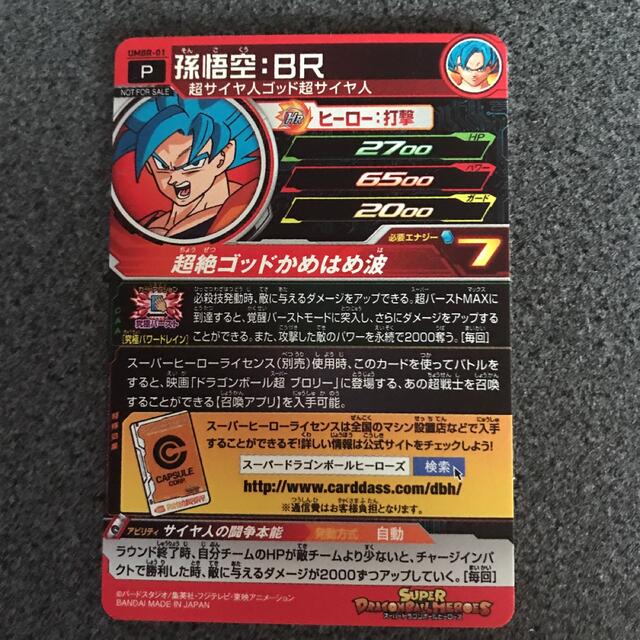 UMBR-01
P
NOT FOR SALE
そん ご くう
孫悟空:BR
超サイヤ人ゴッド超サイヤ人
Hr ヒーロー:打撃
HP
2700
パワー
6500
ガード
2000
必要エナジー 7
ちょう ぜつ は
超絶ゴッドかめはめ波
究極バースト
[究極パワードレイン]
必殺技発動時、敵に与えるダメージをアップできる。超バーストMAXに
到達すると、覚醒バーストモードに突入し、さらにダメージをアップする
ことができる。また、攻撃した敵のパワーを永続で2000奪う。[毎回]
スーパーヒーローライセンス(別売)使用時、このカードを使ってバトル
をすると、映画「ドラゴンボール超 ブロリー」に登場する、あの超戦士を召喚
することができる【召喚アプリ】を入手可能。
スーパーヒーローライセンスは全国のマシン設置店などで入手
することができるぞ!詳しい情報は公式サイトをチェックしよう!
CAPSULE
CORP.
スーパードラゴンボールヒーローズ 検索
http://www.carddass.com/dbh/
※通信費はお客様負担となります。
アビリティ サイヤ人の闘争本能 発動方式 自動
ラウンド終了時、自分チームのHPが敵チームより少ないと、チャージインパ
クトで勝利した時、敵に与えるダメージが2000ずつアップしていく。[毎回]
©バードスタジオ/集英社・フジテレビ・東映アニメーション
BANDAI MADE IN JAPAN
SUPER
DRAGONBALL HEROES
スーパードラゴンボールヒーローズ